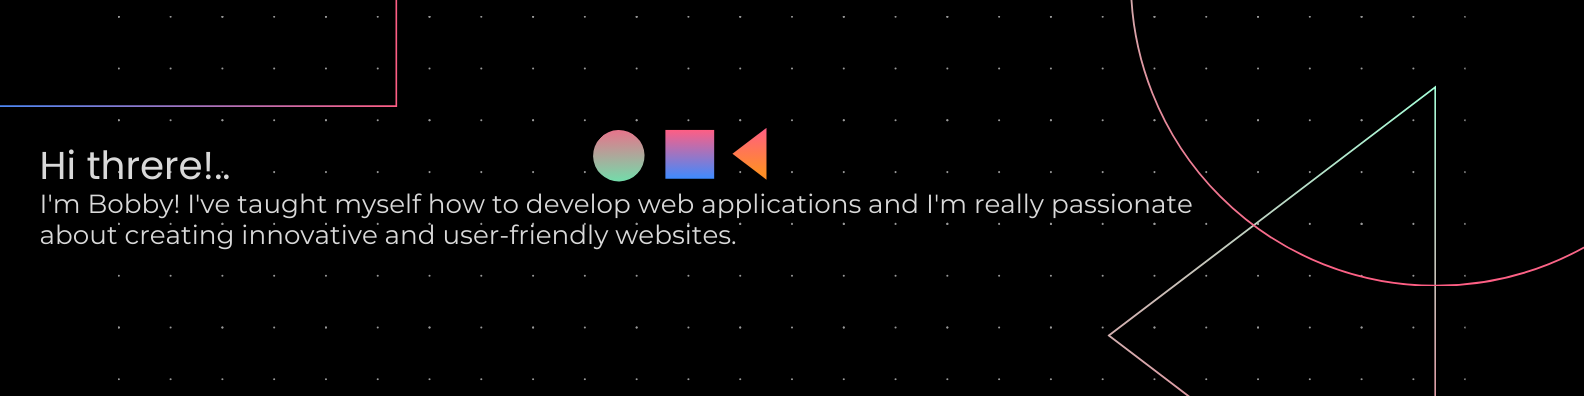 Hi threre!..
I'm Bobby! I've taught myself how to develop web applications and I'm really passionate
about creating innovative and user-friendly websites.